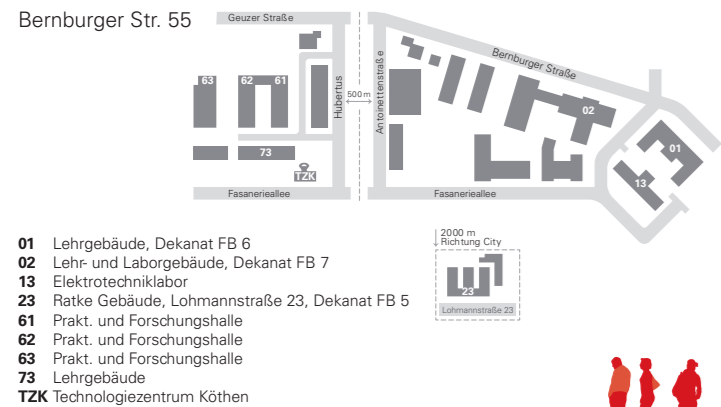 Bernburger Str. 55
Geuzer Straße
Hubertus
500 m
Antoinettenstraße
Bernburger Straße
63
62
61
02
01
73
13
TZK
Fasanerieallee
Fasanerieallee
2000 m
Richtung City
23
Lohmannstraße 23
01 Lehrgebäude, Dekanat FB 6
02 Lehr- und Laborgebäude, Dekanat FB 7
13 Elektrotechniklabor
23 Ratke Gebäude, Lohmannstraße 23, Dekanat FB 5
61 Prakt. und Forschungshalle
62 Prakt. und Forschungshalle
63 Prakt. und Forschungshalle
73 Lehrgebäude
TZK Technologiezentrum Köthen